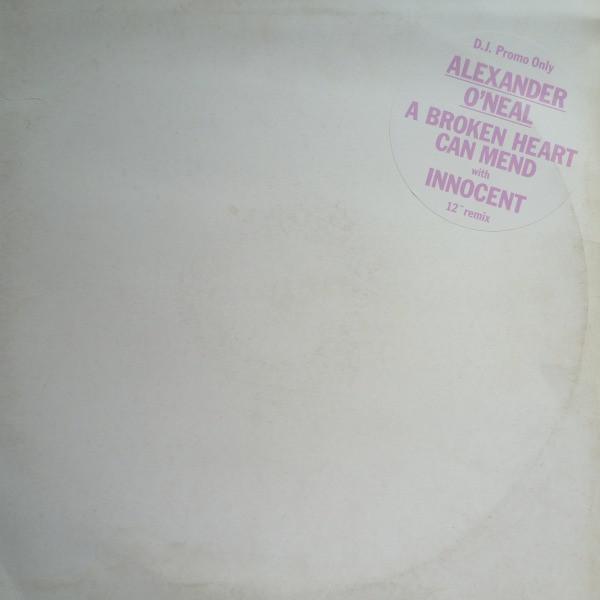 D.J. Promo Only
ALEXANDER
O'NEAL
A BROKEN HEART
CAN MEND
with
INNOCENT
12" remix